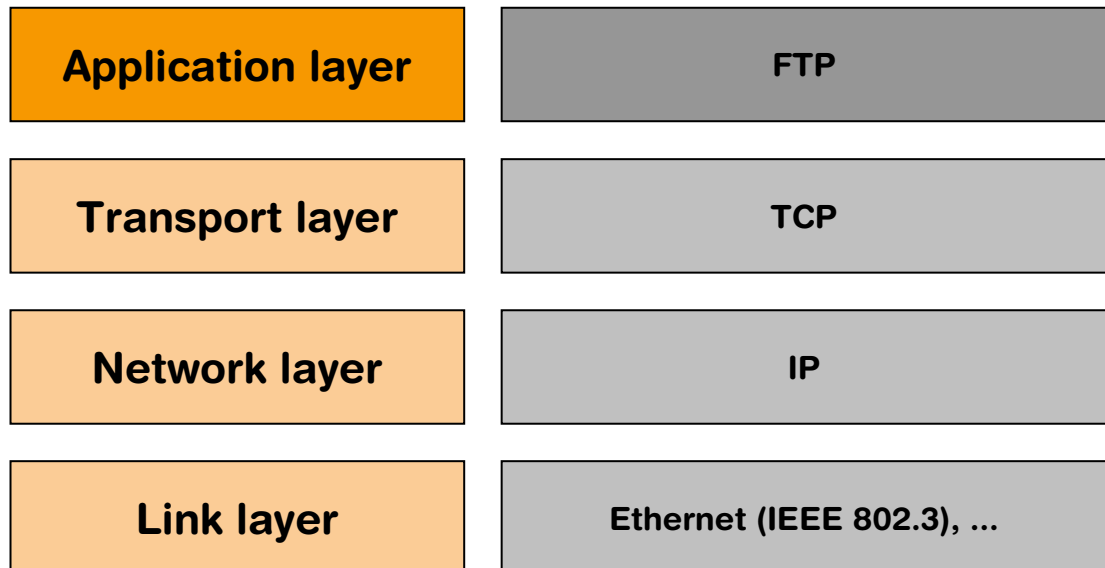 Application layer
FTP
Transport layer
TCP
Network layer
IP
Link layer
Ethernet (IEEE 802.3), ...